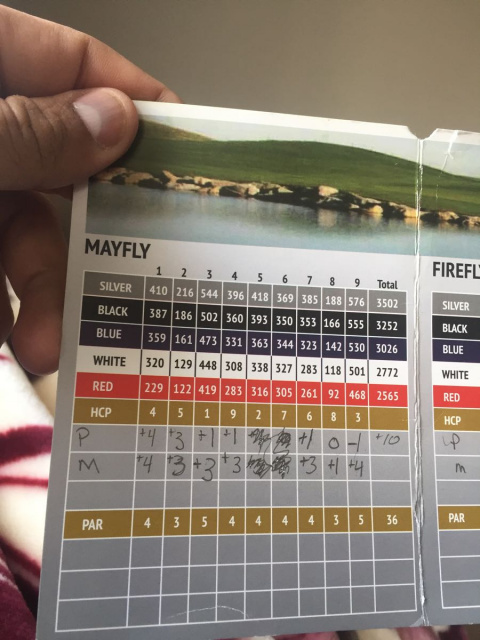 MAYFLY
1 2 3 4 5 6 7 8 9 Total
SILVER 410 216 544 396 418 369 385 188 576 3502
BLACK 387 186 502 360 393 350 353 166 555 3252
BLUE 359 161 473 331 363 344 323 142 530 3026
WHITE 320 129 448 308 338 327 283 118 501 2772
RED 229 122 419 283 316 305 261 92 468 2565
HCP 4 5 1 9 2 7 6 8 3
P +4 +3 +1 +1 +1 0 -1 +10
M +4 +3 +3 +3 +3 +1 +4
PAR 4 3 5 4 4 4 4 3 5 36
FIREFL
SILVER
BLACK
BLUE
WHITE
RED
HCP
P
M
PAR